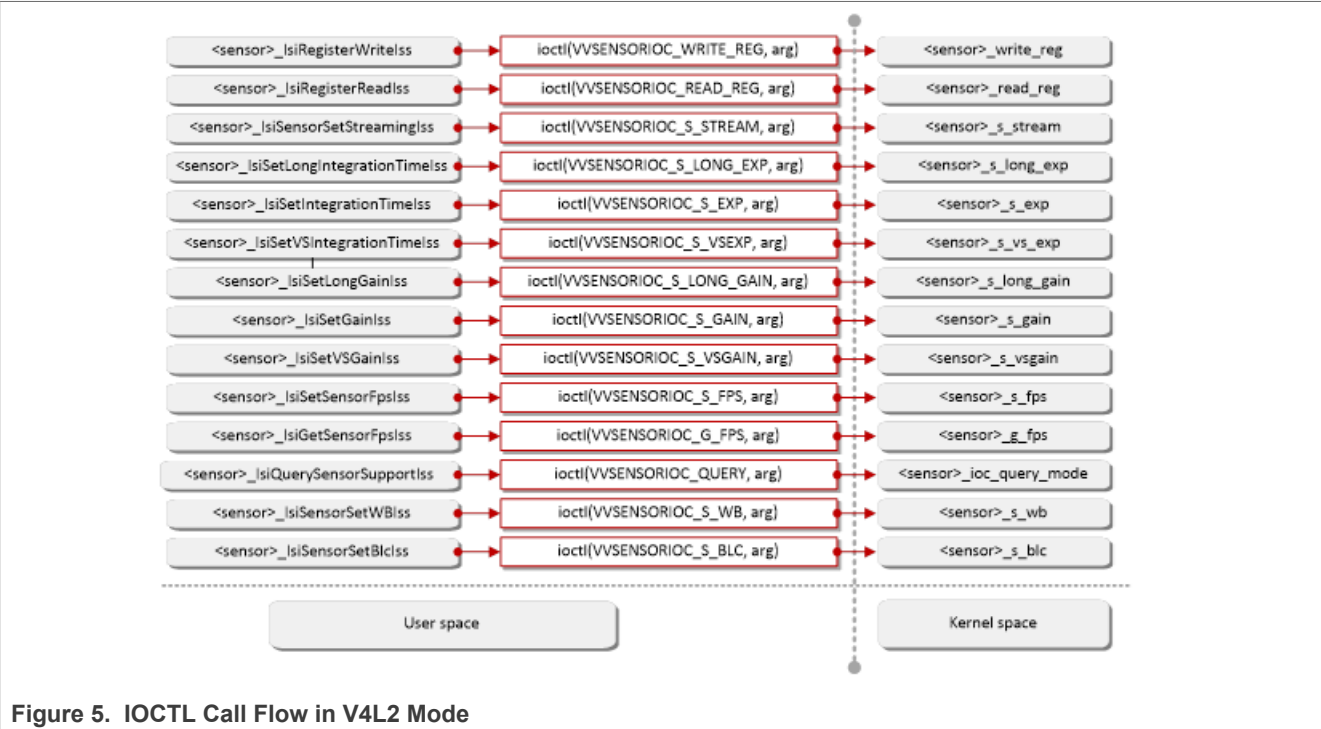 <sensor>_IsiRegisterWriteIss ioctl(VVSENSORIOC_WRITE_REG, arg) <sensor>_write_reg
<sensor>_IsiRegisterReadIss ioctl(VVSENSORIOC_READ_REG, arg) <sensor>_read_reg
<sensor>_IsiSensorSetStreamingIss ioctl(VVSENSORIOC_S_STREAM, arg) <sensor>_s_stream
<sensor>_IsiSetLongIntegrationTimeIss ioctl(VVSENSORIOC_S_LONG_EXP, arg) <sensor>_s_long_exp
<sensor>_IsiSetIntegrationTimeIss ioctl(VVSENSORIOC_S_EXP, arg) <sensor>_s_exp
<sensor>_IsiSetVSIntegrationTimeIss ioctl(VVSENSORIOC_S_VSEXP, arg) <sensor>_s_vs_exp
<sensor>_IsiSetLongGainIss ioctl(VVSENSORIOC_S_LONG_GAIN, arg) <sensor>_s_long_gain
<sensor>_IsiSetGainIss ioctl(VVSENSORIOC_S_GAIN, arg) <sensor>_s_gain
<sensor>_IsiSetVSGainIss ioctl(VVSENSORIOC_S_VSGAIN, arg) <sensor>_s_vsgain
<sensor>_IsiSetSensorFpsIss ioctl(VVSENSORIOC_S_FPS, arg) <sensor>_s_fps
<sensor>_IsiGetSensorFpsIss ioctl(VVSENSORIOC_G_FPS, arg) <sensor>_g_fps
<sensor>_IsiQuerySensorSupportIss ioctl(VVSENSORIOC_QUERY, arg) <sensor>_ioc_query_mode
<sensor>_IsiSensorSetWBIss ioctl(VVSENSORIOC_S_WB, arg) <sensor>_s_wb
<sensor>_IsiSensorSetBlcIss ioctl(VVSENSORIOC_S_BLC, arg) <sensor>_s_blc
User space Kernel space
Figure 5. IOCTL Call Flow in V4L2 Mode